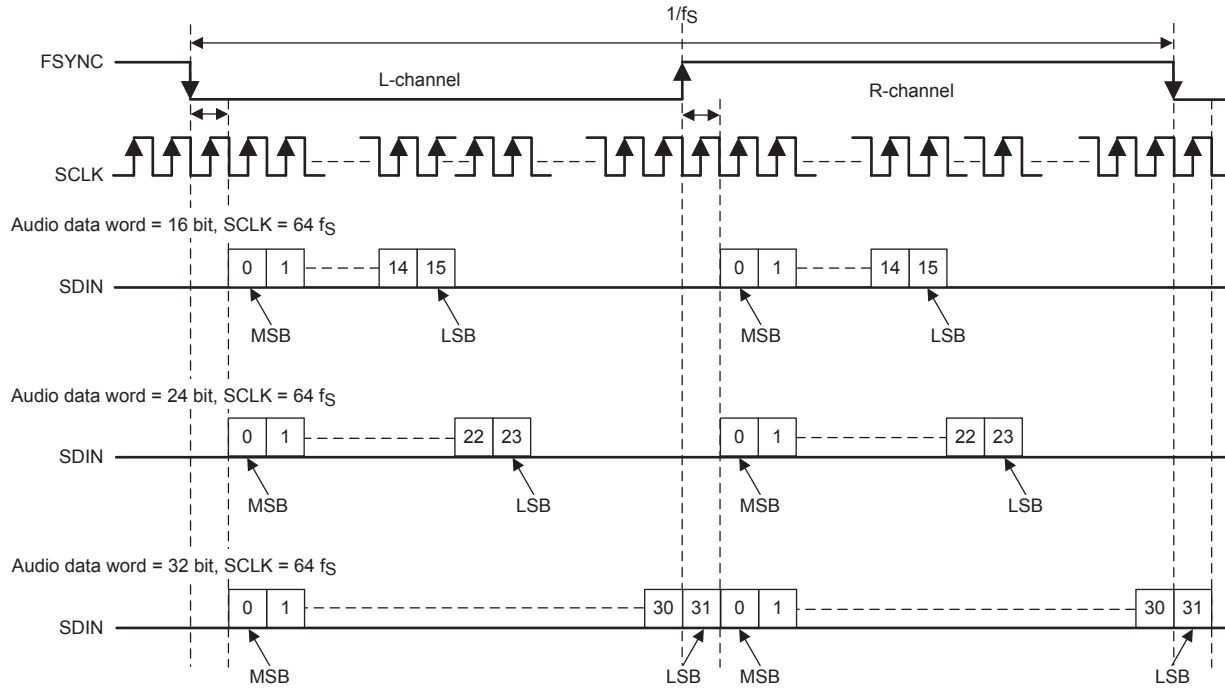 1/fS
FSYNC
L-channel
R-channel
SCLK
Audio data word = 16 bit, SCLK = 64 fS
0 1 14 15 0 1 14 15
SDIN
MSB LSB MSB LSB
Audio data word = 24 bit, SCLK = 64 fS
0 1 22 23 0 1 22 23
SDIN
MSB LSB MSB LSB
Audio data word = 32 bit, SCLK = 64 fS
0 1 30 31 0 1 30 31
SDIN
MSB LSB MSB LSB